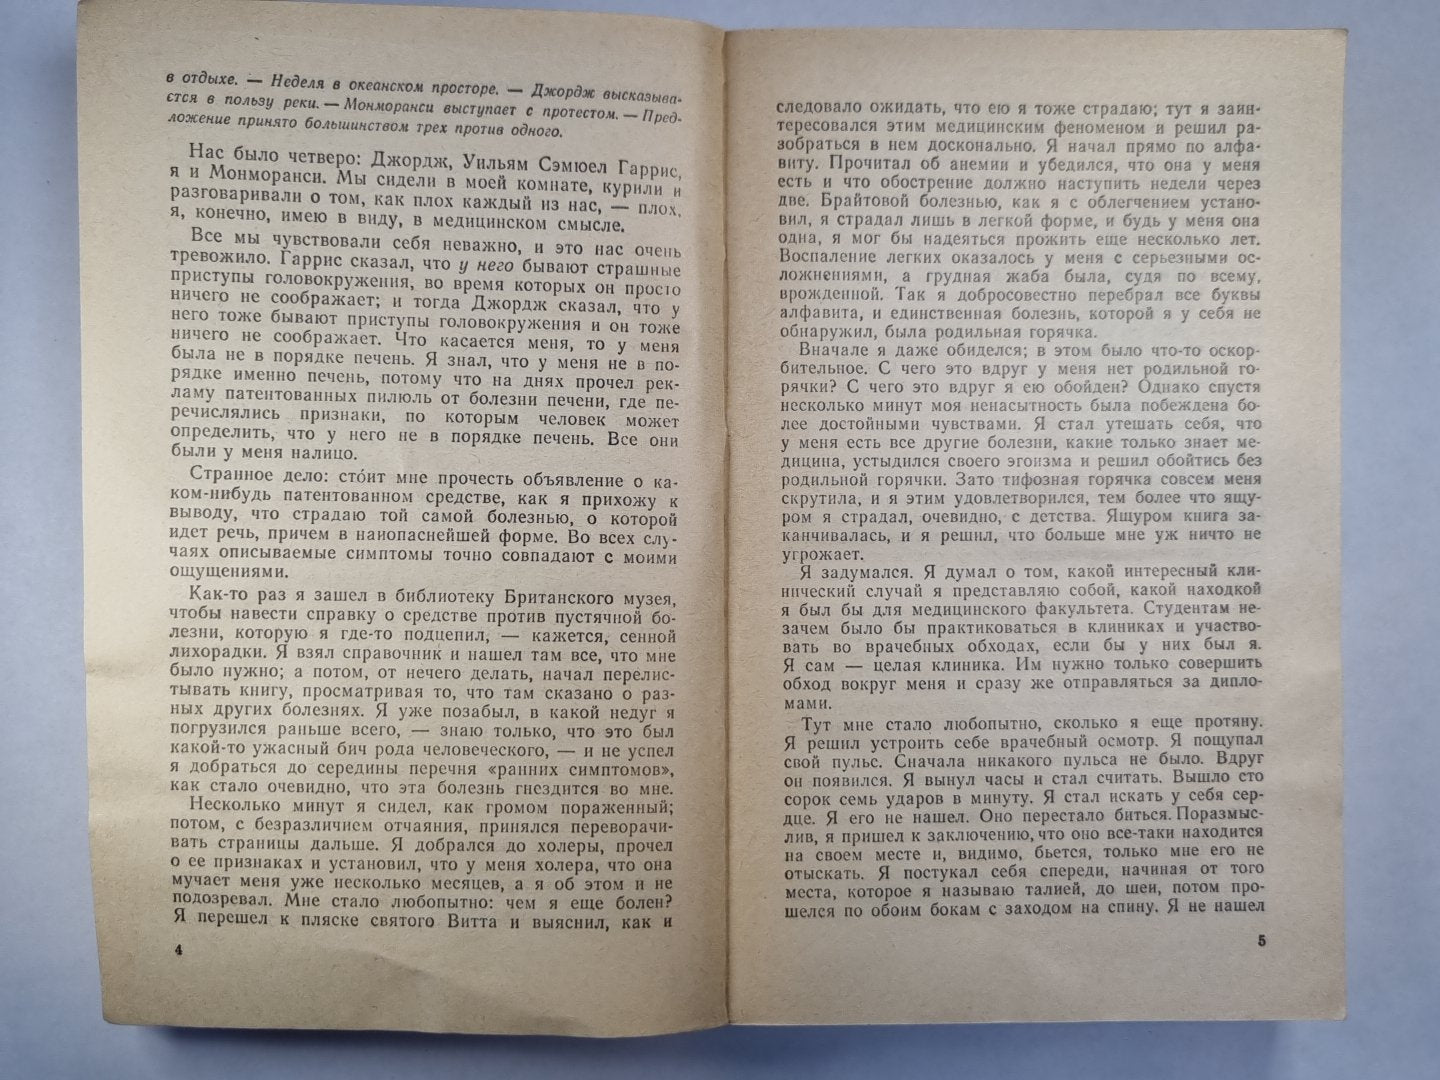 в отдыхе. — Неделя в океанском просторе. — Джордж высказыва-
ется в пользу реки. — Монморанси выступает с протестом. — Пред-
ложение принято большинством трех против одного.
Нас было четверо: Джордж, Уильям Сэмюел Гаррис,
я и Монморанси. Мы сидели в моей комнате, курили и
разговаривали о том, как плох каждый из нас, — плох,
я, конечно, имею в виду, в медицинском смысле.
Все мы чувствовали себя неважно, и это нас очень
тревожило. Гаррис сказал, что у него бывают страшные
приступы головокружения, во время которых он просто
ничего не соображает; и тогда Джордж сказал, что у
него тоже бывают приступы головокружения и он тоже
ничего не соображает. Что касается меня, то у меня
была не в порядке печень. Я знал, что у меня не в по-
рядке именно печень, потому что на днях прочел рек-
ламу патентованных пилюль от болезни печени, где пе-
речислялись признаки, по которым человек может
определить, что у него не в порядке печень. Все они
были у меня налицо.
Странное дело: сто́ит мне прочесть объявление о ка-
ком-нибудь патентованном средстве, как я прихожу к
выводу, что страдаю той самой болезнью, о которой
идет речь, причем в наиопаснейшей форме. Во всех слу-
чаях описываемые симптомы точно совпадают с моими
ощущениями.
Как-то раз я зашел в библиотеку Британского музея,
чтобы навести справку о средстве против пустячной бо-
лезни, которую я где-то подцепил, — кажется, сенной
лихорадки. Я взял справочник и нашел там все, что мне
было нужно; а потом, от нечего делать, начал перелис-
тывать книгу, просматривая то, что там сказано о раз-
ных других болезнях. Я уже позабыл, в какой недуг я
погрузился раньше всего, — знаю только, что это был
какой-то ужасный бич рода человеческого, — и не успел
я добраться до середины перечня «ранних симптомов»,
как стало очевидно, что эта болезнь гнездится во мне.
Несколько минут я сидел, как громом пораженный;
потом, с безразличием отчаяния, принялся переворачи-
вать страницы дальше. Я добрался до холеры, прочел
о ее признаках и установил, что у меня холера, что она
мучает меня уже несколько месяцев, а я об этом и не
подозревал. Мне стало любопытно: чем я еще болен?
Я перешел к пляске святого Витта и выяснил, как и
4
следовало ожидать, что ею я тоже страдаю; тут я заин-
тересовался этим медицинским феноменом и решил ра-
зобраться в нем досконально. Я начал прямо по алфа-
виту. Прочитал об анемии и убедился, что она у меня
есть и что обострение должно наступить недели через
две. Брайтовой болезнью, как я с облегчением устано-
вил, я страдал лишь в легкой форме, и будь у меня она
одна, я мог бы надеяться прожить еще несколько лет.
Воспаление легких оказалось у меня с серьезными ос-
ложнениями, а грудная жаба была, судя по всему,
врожденной. Так я добросовестно перебрал все буквы
алфавита, и единственная болезнь, которой я у себя не
обнаружил, была родильная горячка.
Вначале я даже обиделся; в этом было что-то оскор-
бительное. С чего это вдруг у меня нет родильной го-
рячки? С чего это вдруг я ею обойден? Однако спустя
несколько минут моя ненасытность была побеждена бо-
лее достойными чувствами. Я стал утешать себя, что
у меня есть все другие болезни, какие только знает ме-
дицина, устыдился своего эгоизма и решил обойтись без
родильной горячки. Зато тифозная горячка совсем меня
скрутила, и я этим удовлетворился, тем более что ящу-
ром я страдал, очевидно, с детства. Ящуром книга за-
канчивалась, и я решил, что больше мне уж ничто не
угрожает.
Я задумался. Я думал о том, какой интересный кли-
нический случай я представляю собой, какой находкой
я был бы для медицинского факультета. Студентам не-
зачем было бы практиковаться в клиниках и участво-
вать во врачебных обходах, если бы у них был я.
Я сам — целая клиника. Им нужно только совершить
обход вокруг меня и сразу же отправляться за дипло-
мами.
Тут мне стало любопытно, сколько я еще протяну.
Я решил устроить себе врачебный осмотр. Я пощупал
свой пульс. Сначала никакого пульса не было. Вдруг
он появился. Я вынул часы и стал считать. Вышло сто
сорок семь ударов в минуту. Я стал искать у себя сер-
дце. Я его не нашел. Оно перестало биться. Поразмыс-
лив, я пришел к заключению, что оно все-таки находится
на своем месте и, видимо, бьется, только мне его не
отыскать. Я постукал себя спереди, начиная от того
места, которое я называю талией, до шеи, потом про-
шелся по обоим бокам с заходом на спину. Я не нашел
5